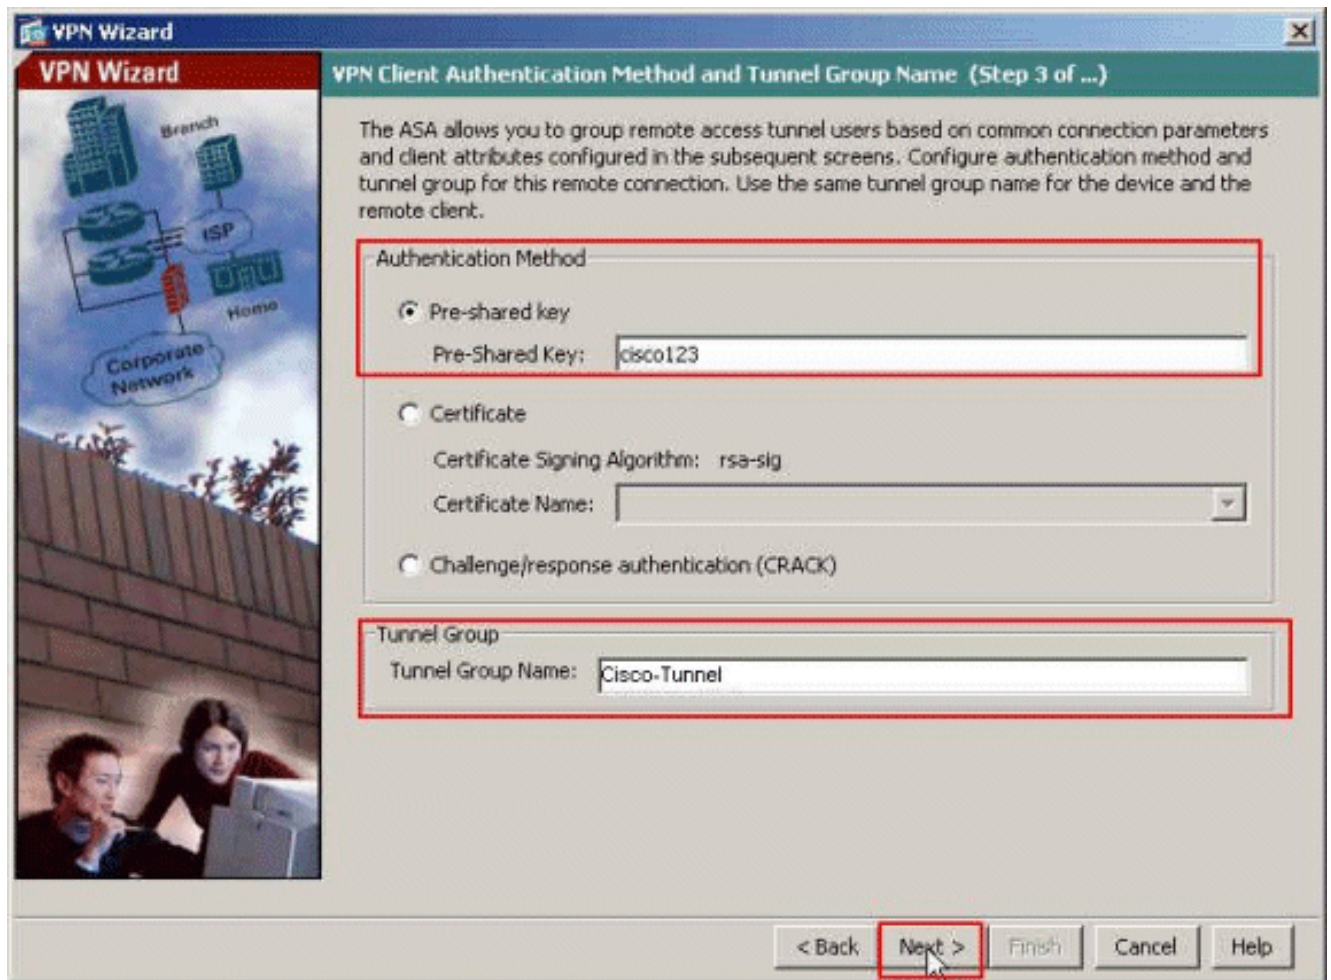 VPN Wizard
VPN Wizard
VPN Client Authentication Method and Tunnel Group Name (Step 3 of ...)
Branch
ISP
Home
Corporate
Network
The ASA allows you to group remote access tunnel users based on common connection parameters
and client attributes configured in the subsequent screens. Configure authentication method and
tunnel group for this remote connection. Use the same tunnel group name for the device and the
remote client.
Authentication Method
Pre-shared key
Pre-Shared Key: cisco123
Certificate
Certificate Signing Algorithm: rsa-sig
Certificate Name:
Challenge/response authentication (CRACK)
Tunnel Group
Tunnel Group Name: Cisco-Tunnel
< Back Next > Finish Cancel Help